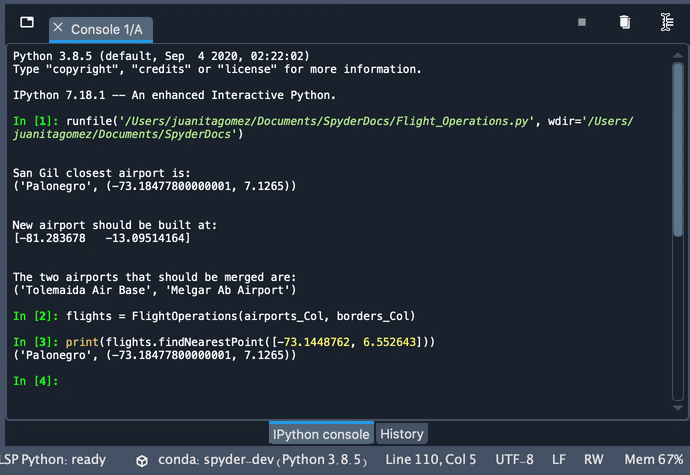 Console 1/A
Python 3.8.5 (default, Sep  4 2020, 02:22:02)
Type "copyright", "credits" or "license" for more information.
IPython 7.18.1 -- An enhanced Interactive Python.
In [1]: runfile('/Users/juanitagomez/Documents/SpyderDocs/Flight_Operations.py', wdir='/Users/
juanitagomez/Documents/SpyderDocs')
San Gil closest airport is:
('Palonegro', (-73.18477800000001, 7.1265))
New airport should be built at:
[-81.283678   -13.09514164]
The two airports that should be merged are:
('Tolemaida Air Base', 'Melgar Ab Airport')
In [2]: flights = FlightOperations(airports_Col, borders_Col)
In [3]: print(flights.findNearestPoint([-73.1448762, 6.552643]))
('Palonegro', (-73.18477800000001, 7.1265))
In [4]:
IPython console History
LSP Python: ready conda: spyder-dev (Python 3.8.5) Line 110, Col 5 UTF-8 LF RW Mem 67%